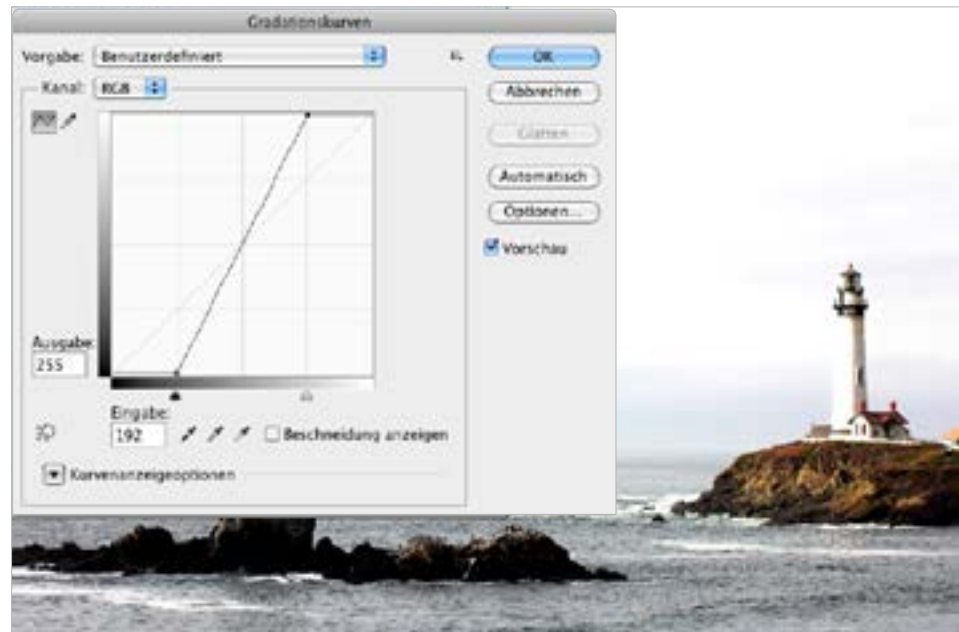 Gradationskurven
Vorgabe: Benutzerdefiniert
OK
Kanal: RGB
Abbrechen
Glätten
Automatisch
Optionen...
Vorschau
Ausgabe:
255
Eingabe:
192
Beschneidung anzeigen
Kurvenanzeigeoptionen